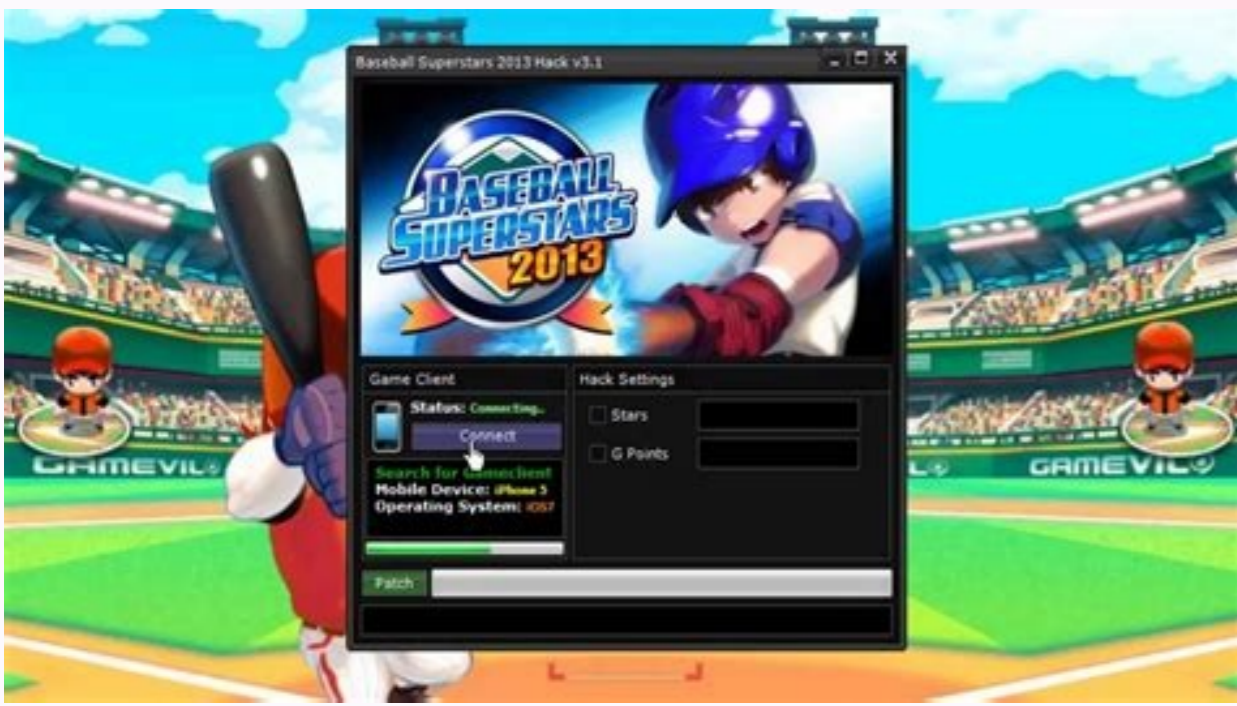 Baseball Superstars 2013 Hack v3.1
BASEBALL
SUPERSTARS
2013
Game Client
Status: Connecting..
Connect
Search for Gameclient
Mobile Device: iPhone 5
Operating System: iOS7
Hack Settings
Stars
G Points
Patch
GAMEVIL
GAMEVIL